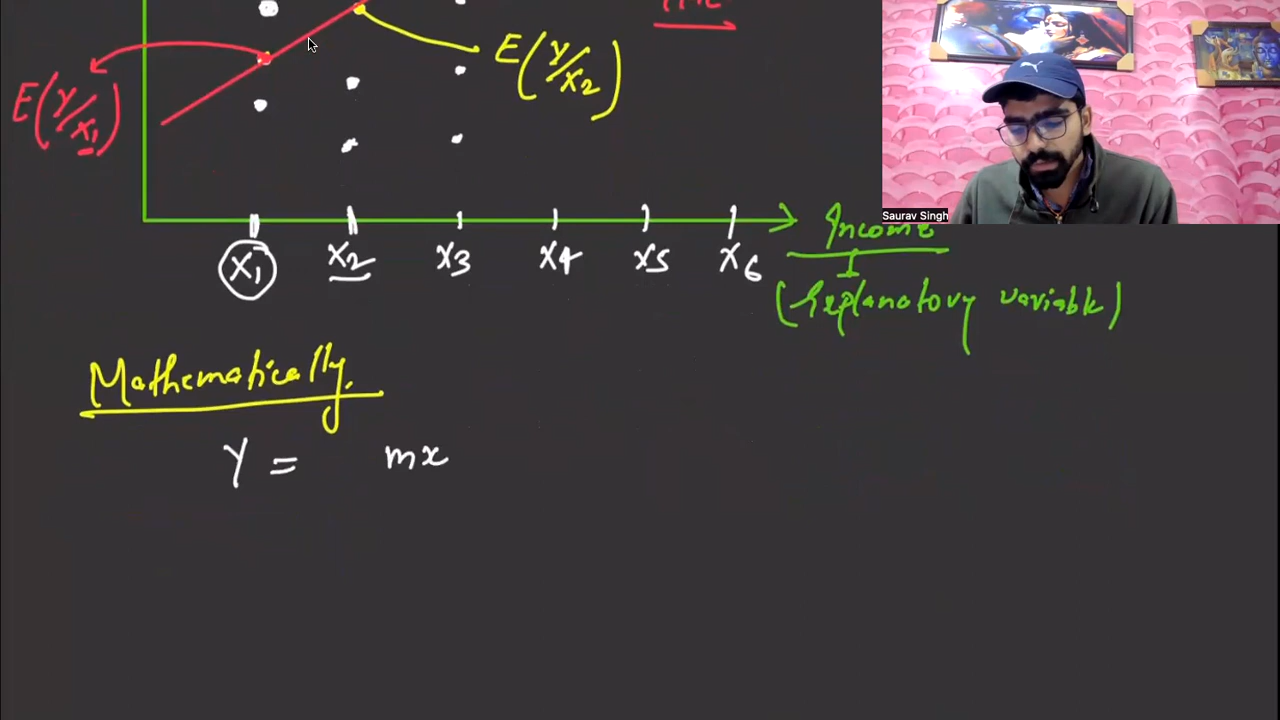 E(Y/X2)
E(Y/X1)
Saurav Singh
X1 X2 X3 X4 X5 X6
Income
(Explanatory variable)
Mathematically,
Y = mx